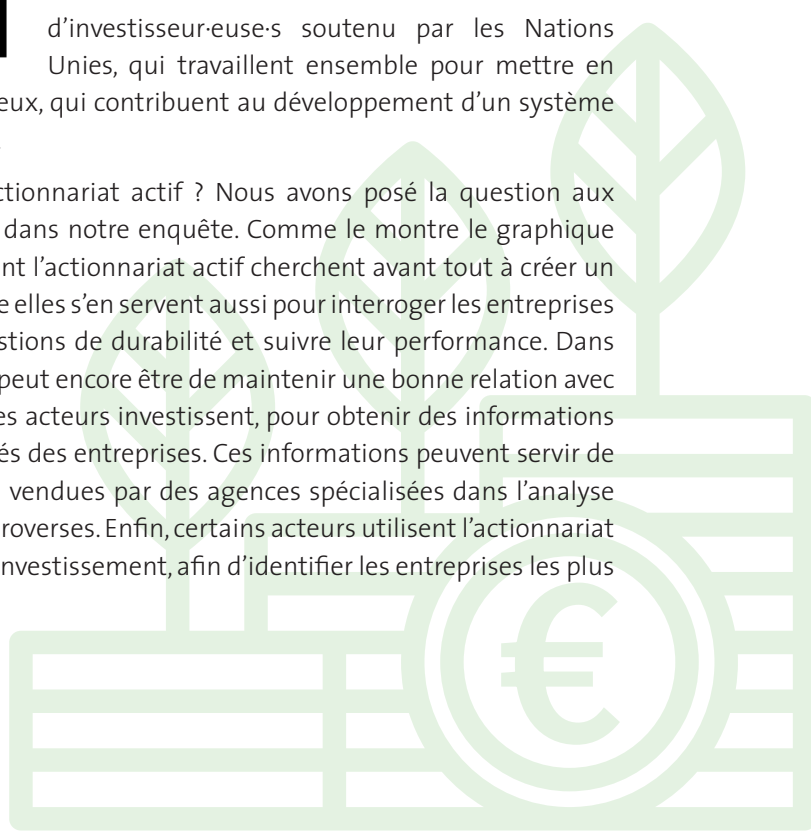 d'investisseur·euse·s soutenu par les Nations
Unies, qui travaillent ensemble pour mettre en
eux, qui contribuent au développement d'un système
ctionnariat actif ? Nous avons posé la question aux
dans notre enquête. Comme le montre le graphique
nt l'actionnariat actif cherchent avant tout à créer un
e elles s'en servent aussi pour interroger les entreprises
stions de durabilité et suivre leur performance. Dans
peut encore être de maintenir une bonne relation avec
es acteurs investissent, pour obtenir des informations
és des entreprises. Ces informations peuvent servir de
vendues par des agences spécialisées dans l'analyse
roverses. Enfin, certains acteurs utilisent l'actionnariat
investissement, afin d'identifier les entreprises les plus
€